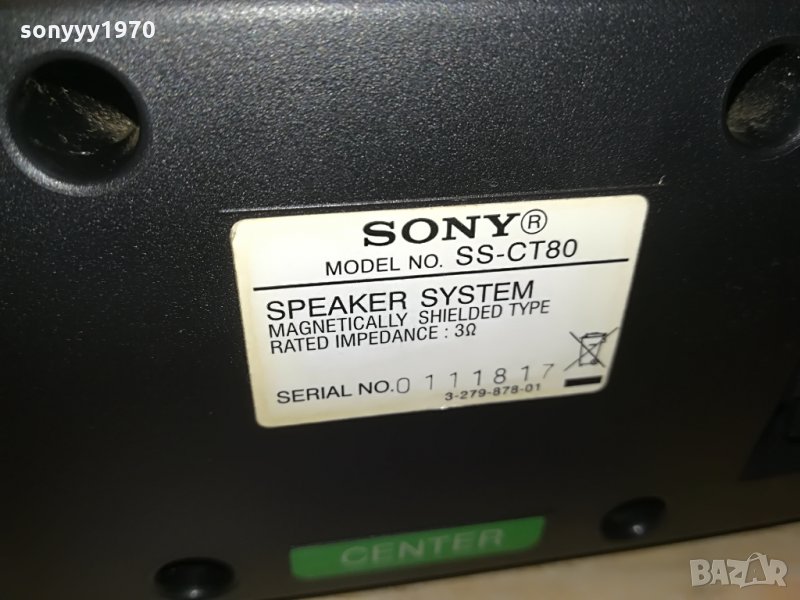 sonyyy1970
SONY®
MODEL NO. SS-CT80
SPEAKER SYSTEM
MAGNETICALLY SHIELDED TYPE
RATED IMPEDANCE : 3Ω
SERIAL NO. 0111817
3-279-878-01
CENTER
BAZAR